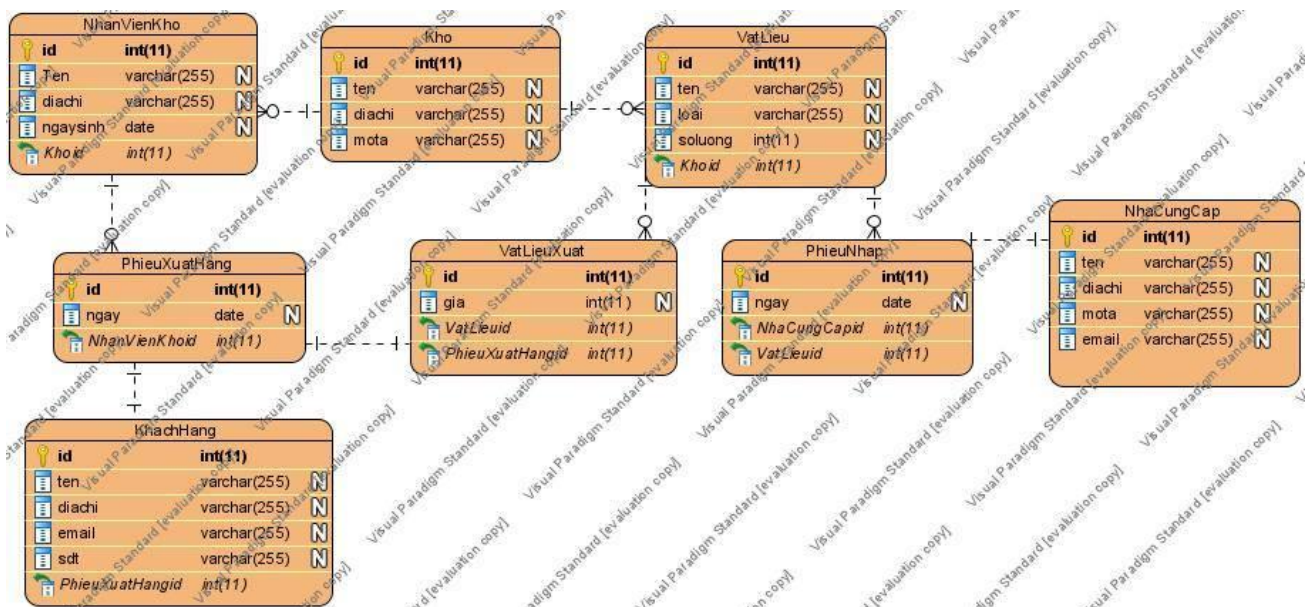 NhanVienKho
id int(11)
Ten varchar(255) N
diachi varchar(255) N
ngaysinh date N
Khoid int(11)
Kho
id int(11)
ten varchar(255) N
diachi varchar(255) N
mota varchar(255) N
VatLieu
id int(11)
ten varchar(255) N
loai varchar(255) N
soluong int(11) N
Khoid int(11)
PhieuXuatHang
id int(11)
ngay date N
NhanVienKhoid int(11)
VatLieuXuat
id int(11)
gia int(11) N
VatLieuid int(11)
PhieuXuatHangid int(11)
PhieuNhap
id int(11)
ngay date N
NhaCungCapid int(11)
VatLieuid int(11)
NhaCungCap
id int(11)
ten varchar(255) N
diachi varchar(255) N
mota varchar(255) N
email varchar(255) N
KhachHang
id int(11)
ten varchar(255) N
diachi varchar(255) N
email varchar(255) N
sdt varchar(255) N
PhieuXuatHangid int(11)
Visual Paradigm Standard [evaluation copy]